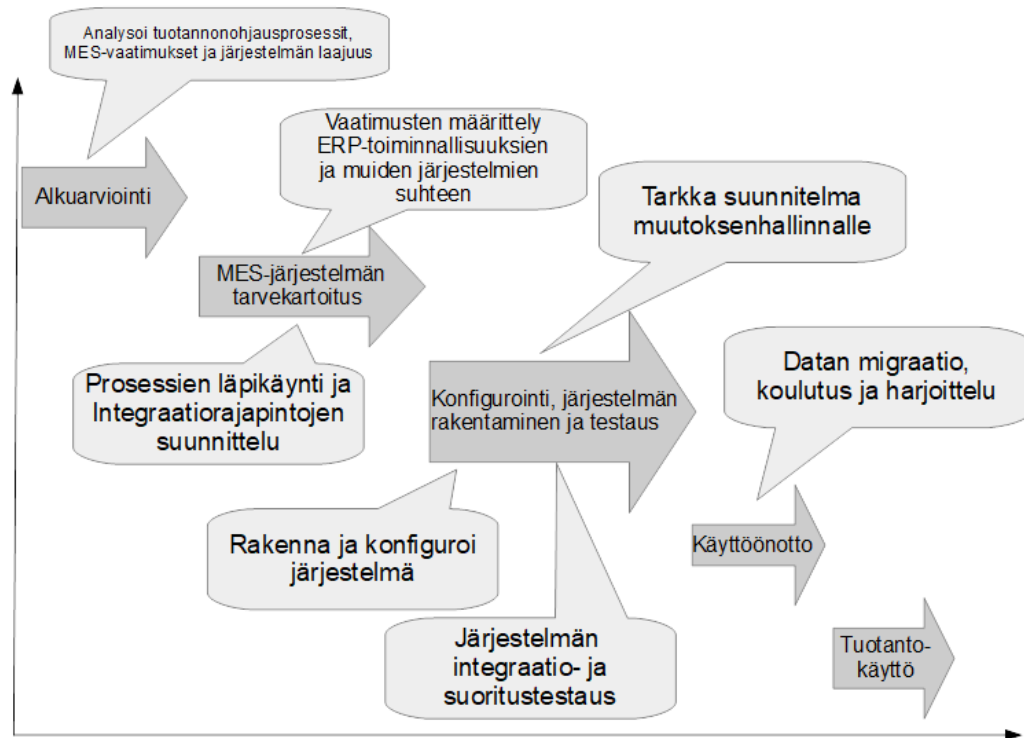 Analysoi tuotannonohjausprosessit,
MES-vaatimukset ja järjestelmän laajuus
Alkuarviointi
Vaatimusten määrittely
ERP-toiminnallisuuksien
ja muiden järjestelmien
suhteen
MES-järjestelmän
tarvekartoitus
Tarkka suunnitelma
muutoksenhallinnalle
Prosessien läpikäynti ja
Integraatiorajapintojen
suunnittelu
Konfigurointi, järjestelmän
rakentaminen ja testaus
Datan migraatio,
koulutus ja harjoittelu
Rakenna ja konfiguroi
järjestelmä
Käyttöönotto
Järjestelmän
integraatio- ja
suoritustestaus
Tuotanto-
käyttö